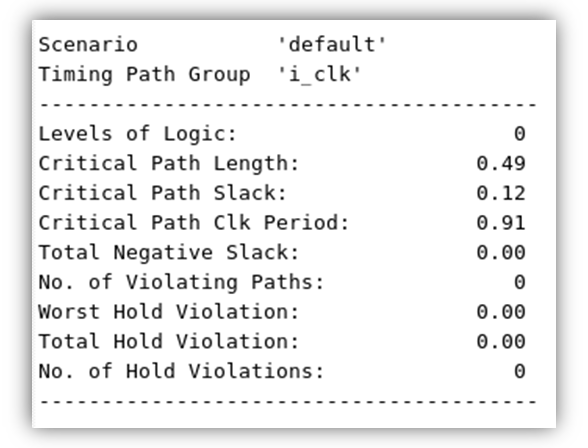 Scenario 'default'
Timing Path Group 'i_clk'
-----------------------------------------
Levels of Logic: 0
Critical Path Length: 0.49
Critical Path Slack: 0.12
Critical Path Clk Period: 0.91
Total Negative Slack: 0.00
No. of Violating Paths: 0
Worst Hold Violation: 0.00
Total Hold Violation: 0.00
No. of Hold Violations: 0
-----------------------------------------